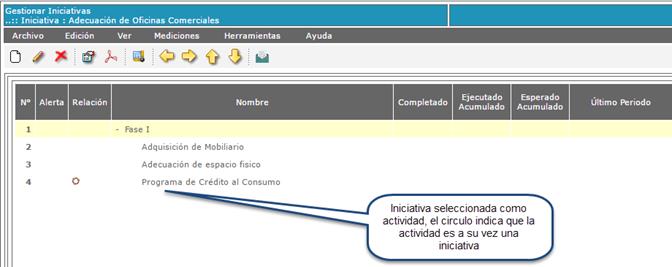 Gestionar Iniciativas
..:: Iniciativa : Adecuación de Oficinas Comerciales
Archivo Edición Ver Mediciones Herramientas Ayuda
Nº Alerta Relación Nombre Completado Ejecutado Acumulado Esperado Acumulado Último Periodo
1 - Fase I
2 Adquisición de Mobiliario
3 Adecuación de espacio fisico
4 Programa de Crédito al Consumo
Iniciativa seleccionada como
actividad, el circulo indica que la
actividad es a su vez una
iniciativa